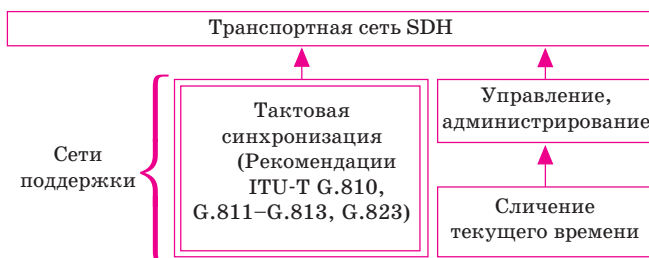 Транспортная сеть SDH
Сети
поддержки
Тактовая
синхронизация
(Рекомендации
ITU-T G.810,
G.811–G.813, G.823)
Управление,
администрирование
Сличение
текущего времени